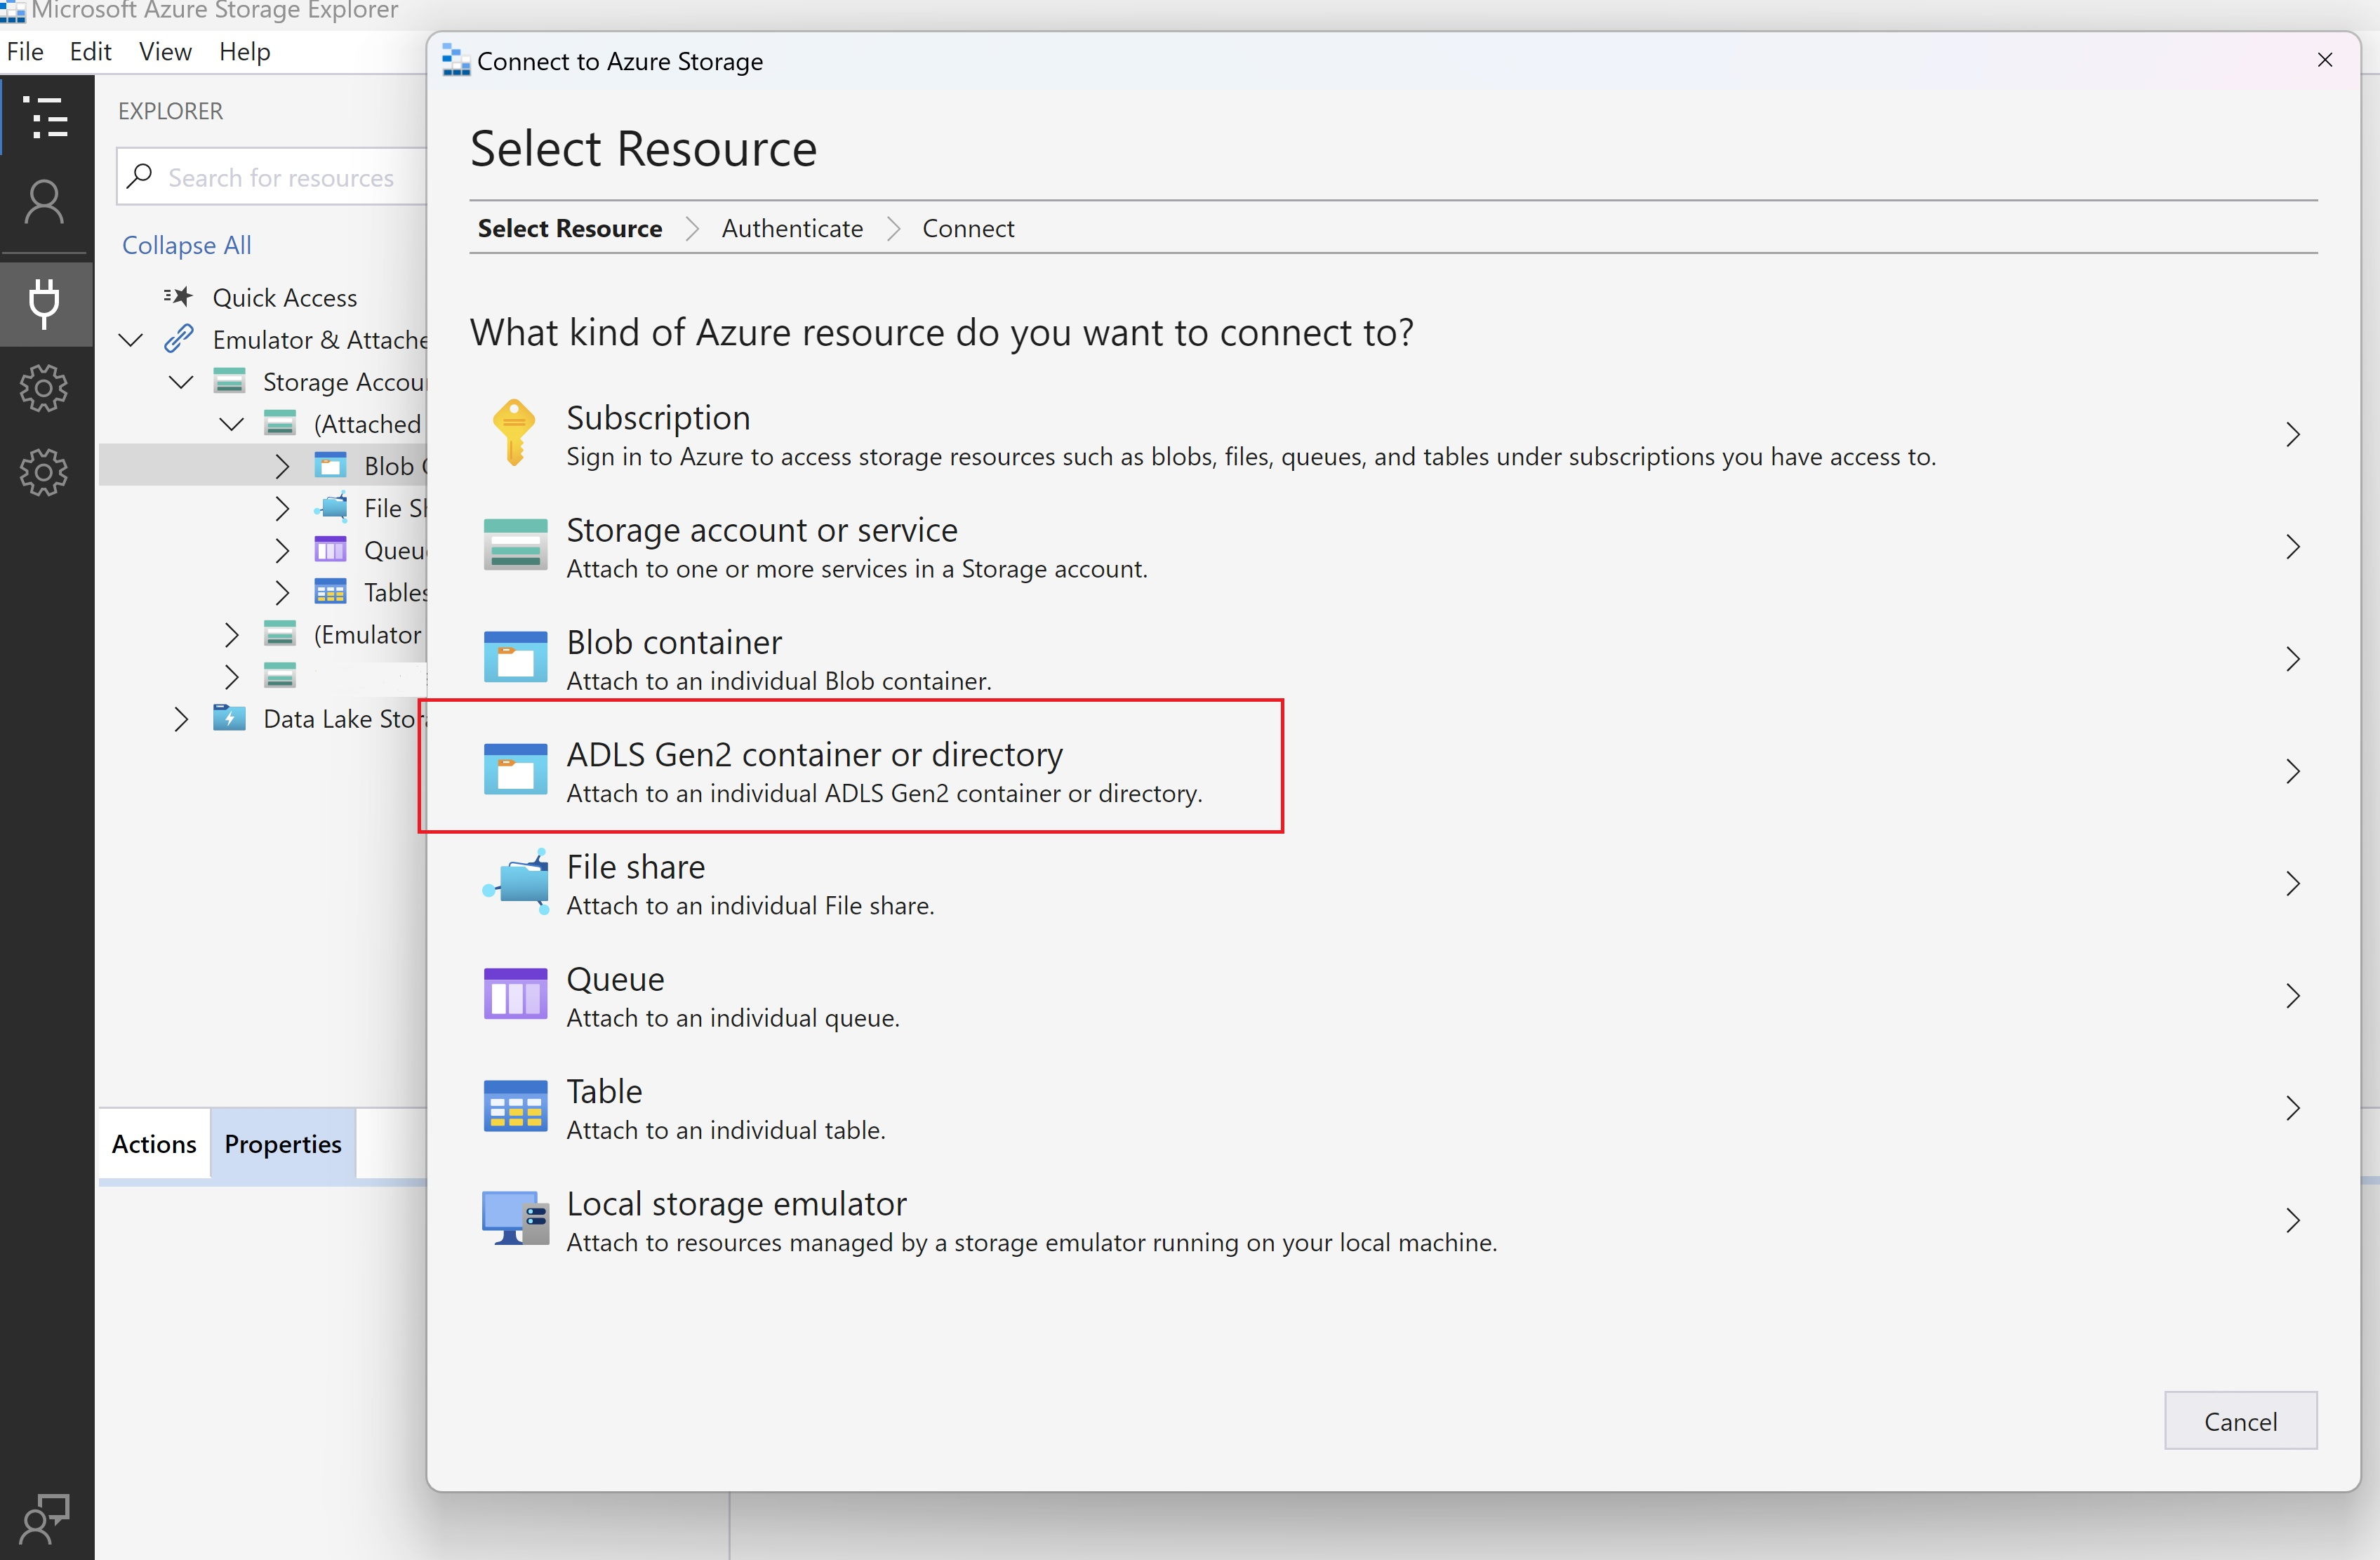 Microsoft Azure Storage Explorer
File Edit View Help
EXPLORER
Search for resources
Collapse All
Quick Access
Emulator & Attache
Storage Accou
(Attached
Blob
File Sh
Queu
Tables
(Emulator
Data Lake Stora
Actions Properties
Connect to Azure Storage
Select Resource
Select Resource Authenticate Connect
What kind of Azure resource do you want to connect to?
Subscription
Sign in to Azure to access storage resources such as blobs, files, queues, and tables under subscriptions you have access to.
Storage account or service
Attach to one or more services in a Storage account.
Blob container
Attach to an individual Blob container.
ADLS Gen2 container or directory
Attach to an individual ADLS Gen2 container or directory.
File share
Attach to an individual File share.
Queue
Attach to an individual queue.
Table
Attach to an individual table.
Local storage emulator
Attach to resources managed by a storage emulator running on your local machine.
Cancel